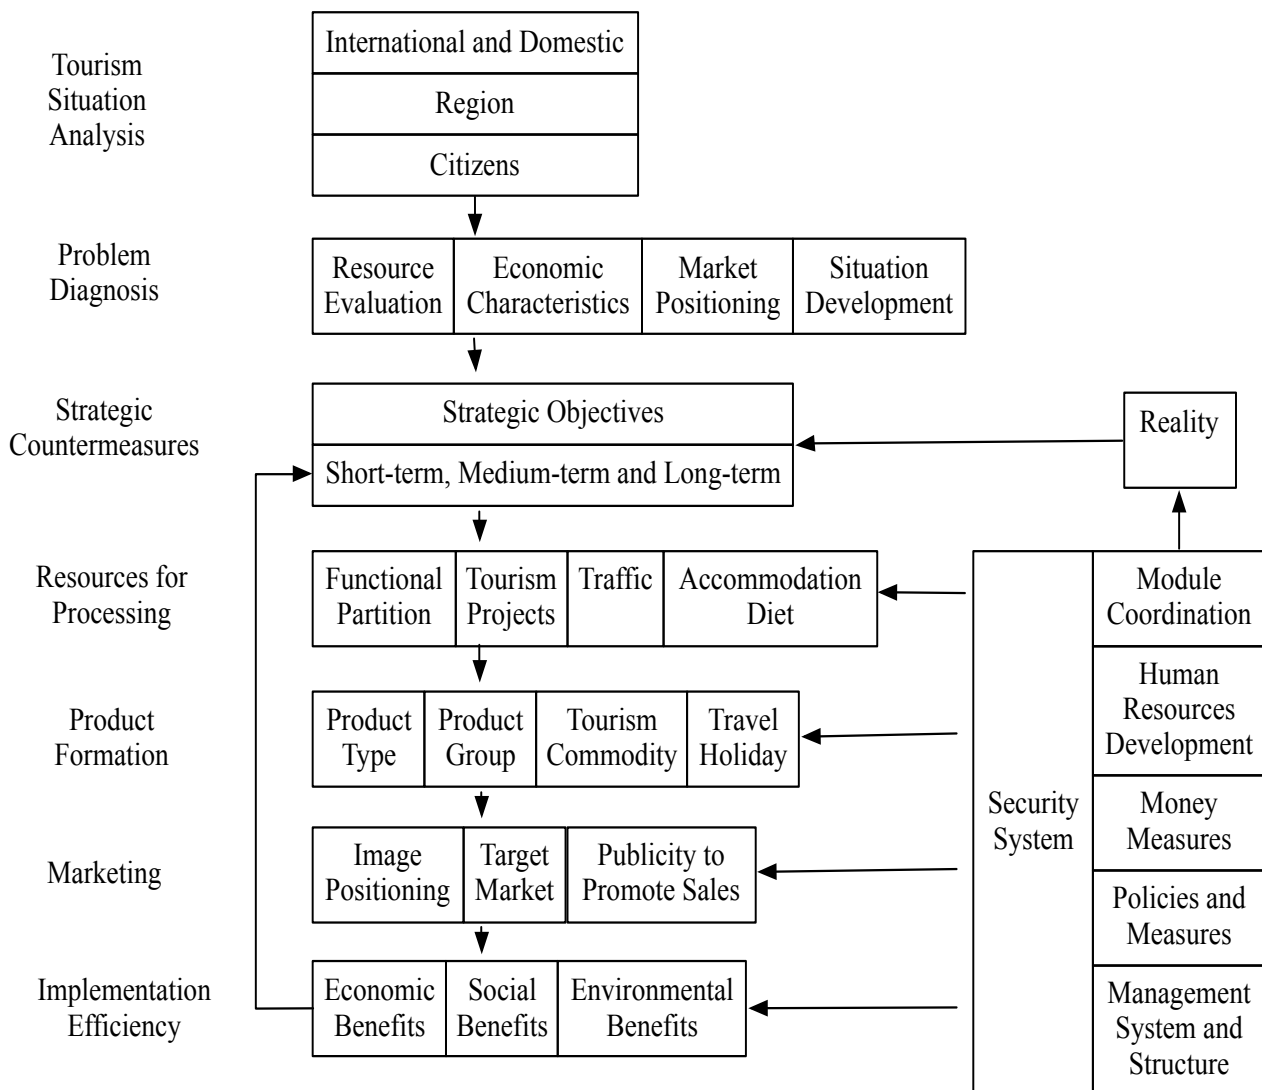 Tourism
Situation
Analysis
International and Domestic
Region
Citizens
Problem
Diagnosis
Resource
Evaluation
Economic
Characteristics
Market
Positioning
Situation
Development
Strategic
Countermeasures
Strategic Objectives
Short-term, Medium-term and Long-term
Reality
Resources for
Processing
Functional
Partition
Tourism
Projects
Traffic
Accommodation
Diet
Product
Formation
Product
Type
Product
Group
Tourism
Commodity
Travel
Holiday
Marketing
Image
Positioning
Target
Market
Publicity to
Promote Sales
Implementation
Efficiency
Economic
Benefits
Social
Benefits
Environmental
Benefits
Security
System
Module
Coordination
Human
Resources
Development
Money
Measures
Policies and
Measures
Management
System and
Structure